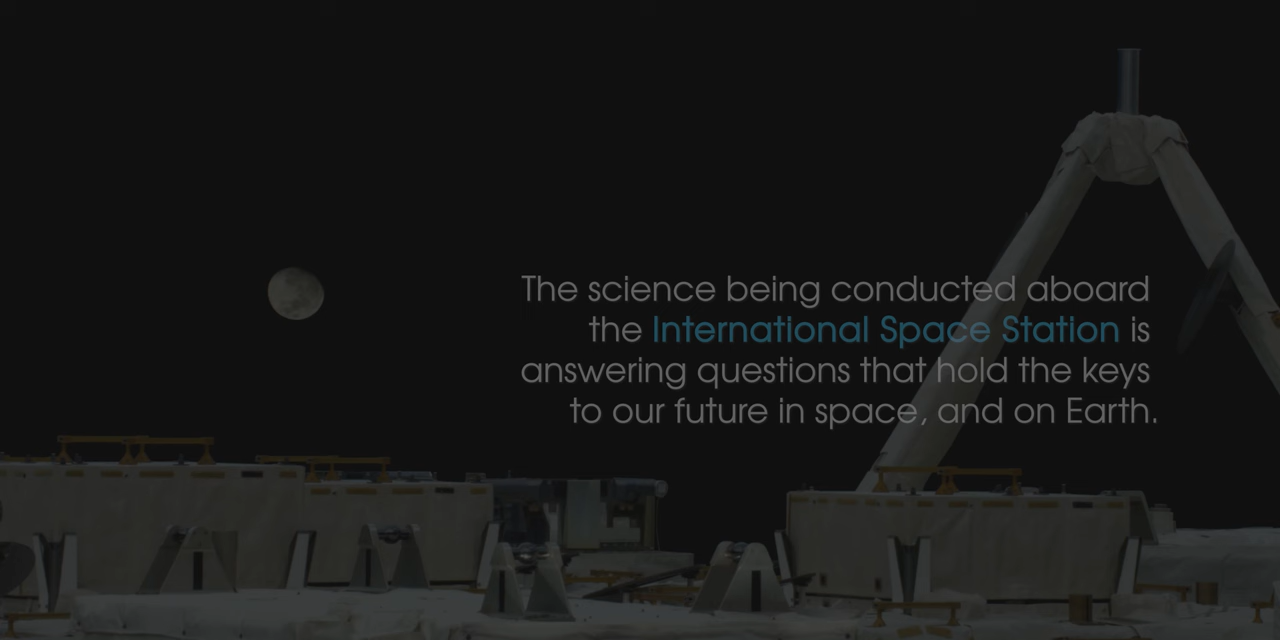 The science being conducted aboard
the International Space Station is
answering questions that hold the keys
to our future in space, and on Earth.